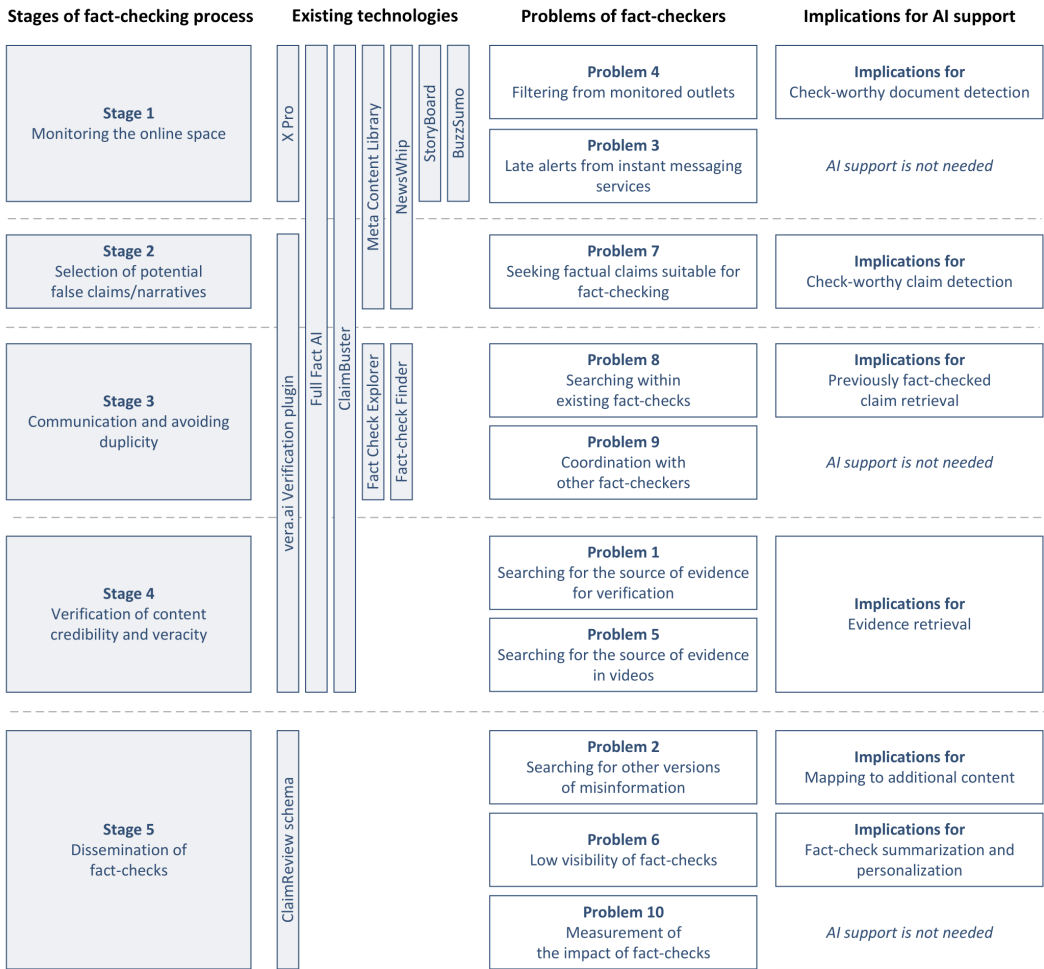 Stages of fact-checking process
Existing technologies
Problems of fact-checkers
Implications for AI support
Stage 1
Monitoring the online space
X Pro
Full Fact AI
ClaimBuster
Meta Content Library
NewsWhip
StoryBoard
BuzzSumo
Problem 4
Filtering from monitored outlets
Implications for
Check-worthy document detection
Problem 3
Late alerts from instant messaging
services
AI support is not needed
Stage 2
Selection of potential
false claims/narratives
vera.ai Verification plugin
Problem 7
Seeking factual claims suitable for
fact-checking
Implications for
Check-worthy claim detection
Stage 3
Communication and avoiding
duplicity
Fact Check Explorer
Fact-check Finder
Problem 8
Searching within
existing fact-checks
Implications for
Previously fact-checked
claim retrieval
Problem 9
Coordination with
other fact-checkers
AI support is not needed
Stage 4
Verification of content
credibility and veracity
Problem 1
Searching for the source of evidence
for verification
Problem 5
Searching for the source of evidence
in videos
Implications for
Evidence retrieval
Stage 5
Dissemination of
fact-checks
ClaimReview schema
Problem 2
Searching for other versions
of misinformation
Implications for
Mapping to additional content
Problem 6
Low visibility of fact-checks
Implications for
Fact-check summarization and
personalization
Problem 10
Measurement of
the impact of fact-checks
AI support is not needed